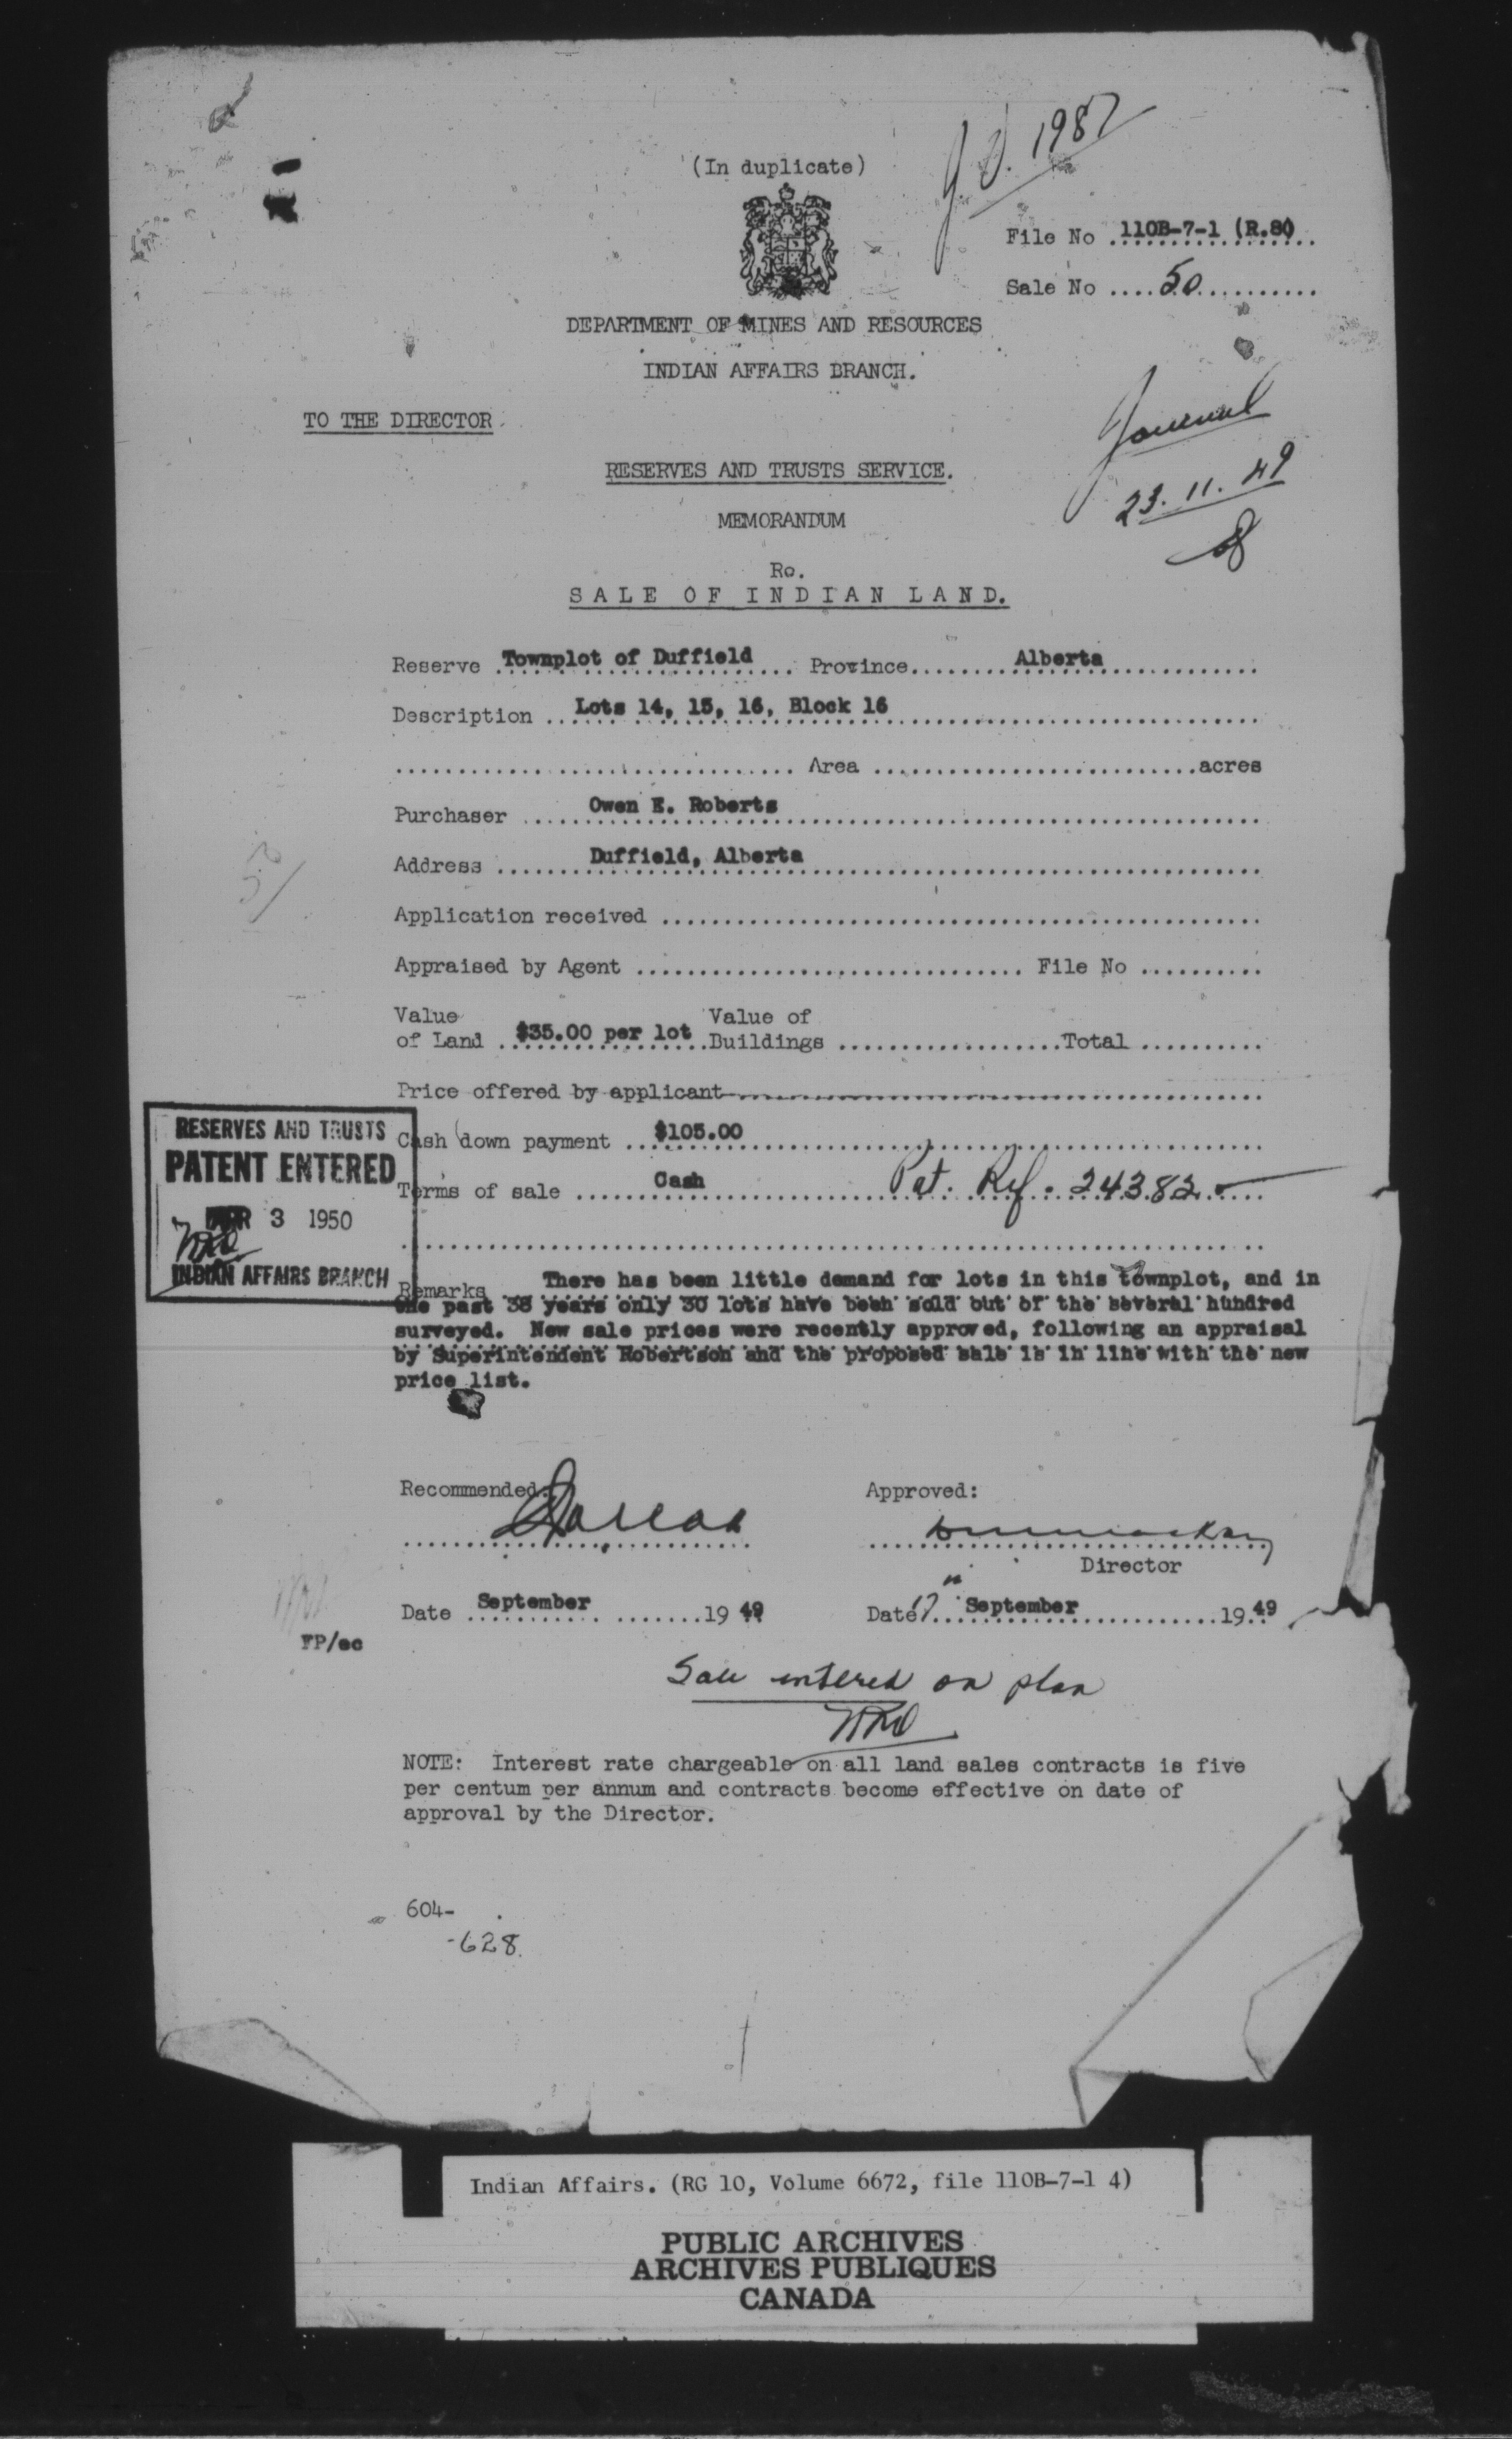 (In duplicate)
1987
File No 110B-7-1 (R.8)
Sale No ....50..........
DEPARTMENT OF MINES AND RESOURCES
INDIAN AFFAIRS BRANCH.
TO THE DIRECTOR
Journal
23. 11. 49
RESERVES AND TRUSTS SERVICE.
MEMORANDUM
Re.
SALE OF INDIAN LAND.
Reserve Townplot of Duffield Province Alberta
Description Lots 14, 15, 16, Block 16
Area acres
Purchaser Owen E. Roberts
Address Duffield, Alberta
Application received
Appraised by Agent File No
Value of Land $35.00 per lot Value of Buildings Total
Price offered by applicant
Cash down payment $105.00
Terms of sale Cash Pat. Ref. 24382
RESERVES AND TRUSTS
PATENT ENTERED
3 1950
INDIAN AFFAIRS BRANCH
Remarks There has been little demand for lots in this townplot, and in
the past 38 years only 30 lots have been sold out of the several hundred
surveyed. New sale prices were recently approved, following an appraisal
by Superintendent Robertson and the proposed sale is in line with the new
price list.
Recommended: Approved:
Director
Date September 19 49 Date 17 September 19 49
FP/ec
Sale entered on plan
NOTE: Interest rate chargeable on all land sales contracts is five
per centum per annum and contracts become effective on date of
approval by the Director.
604-
-628.
Indian Affairs. (RG 10, Volume 6672, file 110B-7-1 4)
PUBLIC ARCHIVES
ARCHIVES PUBLIQUES
CANADA